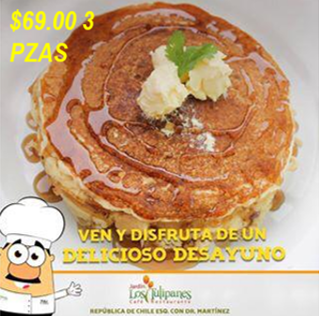 $69.00 3
PZAS
VEN Y DISFRUTA DE UN
DELICIOSO DESAYUNO
Jardín
Los Tulipanes
Café Restaurante
REPÚBLICA DE CHILE ESQ. CON DR. MARTÍNEZ